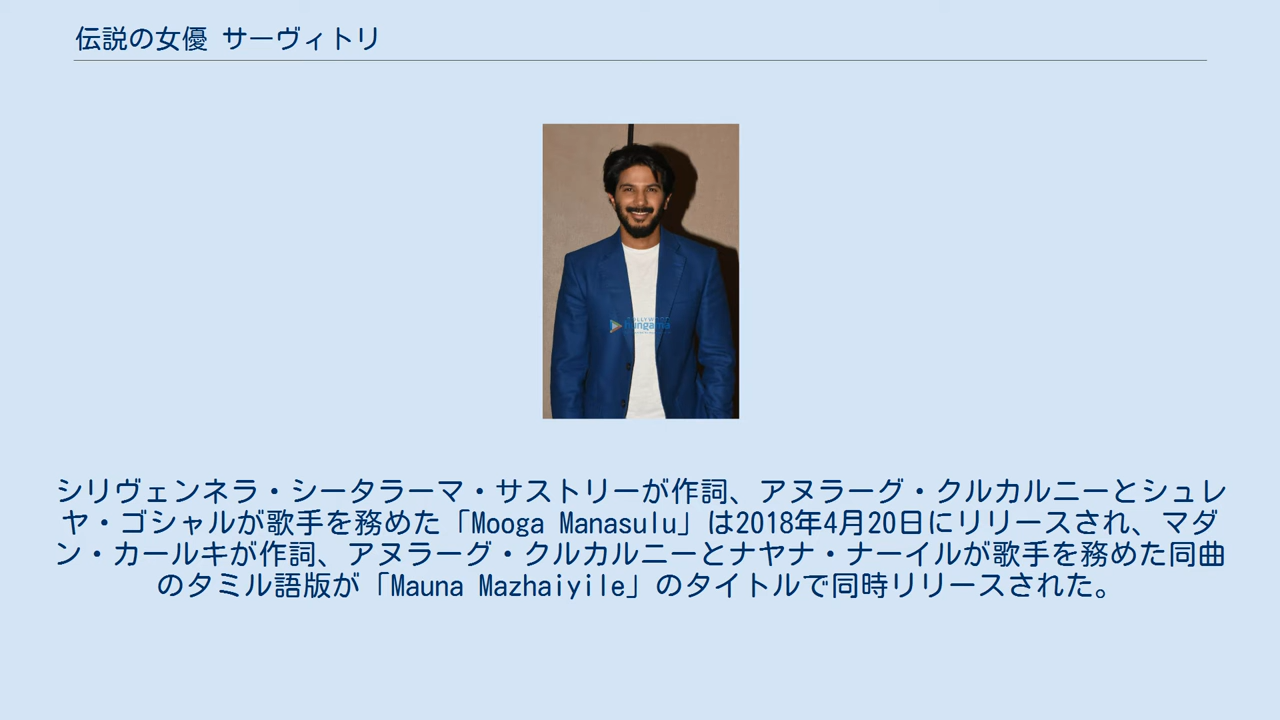 伝説の女優 サーヴィトリ
シリヴェンネラ・シータラーマ・サストリーが作詞、アヌラーグ・クルカルニーとシュレ
ヤ・ゴシャルが歌手を務めた「Mooga Manasulu」は2018年4月20日にリリースされ、マダ
ン・カールキが作詞、アヌラーグ・クルカルニーとナヤナ・ナーイルが歌手を務めた同曲
のタミル語版が「Mauna Mazhaiyile」のタイトルで同時リリースされた。